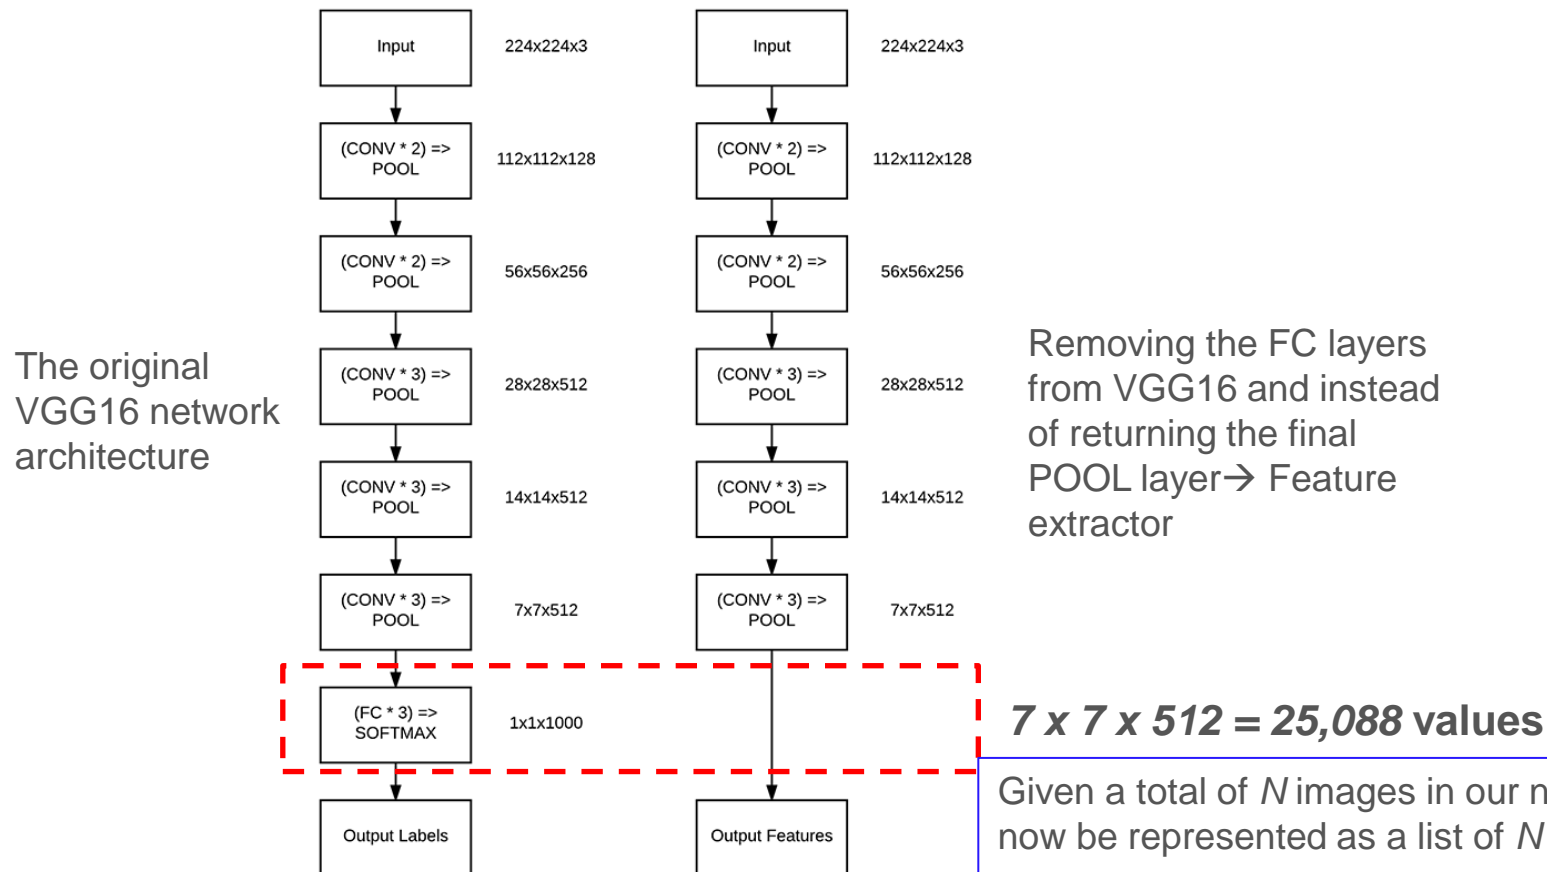 The original
VGG16 network
architecture
Input
224x224x3
(CONV * 2) =>
POOL
112x112x128
(CONV * 2) =>
POOL
56x56x256
(CONV * 3) =>
POOL
28x28x512
(CONV * 3) =>
POOL
14x14x512
(CONV * 3) =>
POOL
7x7x512
(FC * 3) =>
SOFTMAX
1x1x1000
Output Labels
Input
224x224x3
(CONV * 2) =>
POOL
112x112x128
(CONV * 2) =>
POOL
56x56x256
(CONV * 3) =>
POOL
28x28x512
(CONV * 3) =>
POOL
14x14x512
(CONV * 3) =>
POOL
7x7x512
Output Features
Removing the FC layers
from VGG16 and instead
of returning the final
POOL layer→ Feature
extractor
7 x 7 x 512 = 25,088 values
Given a total of N images in our
now be represented as a list of N